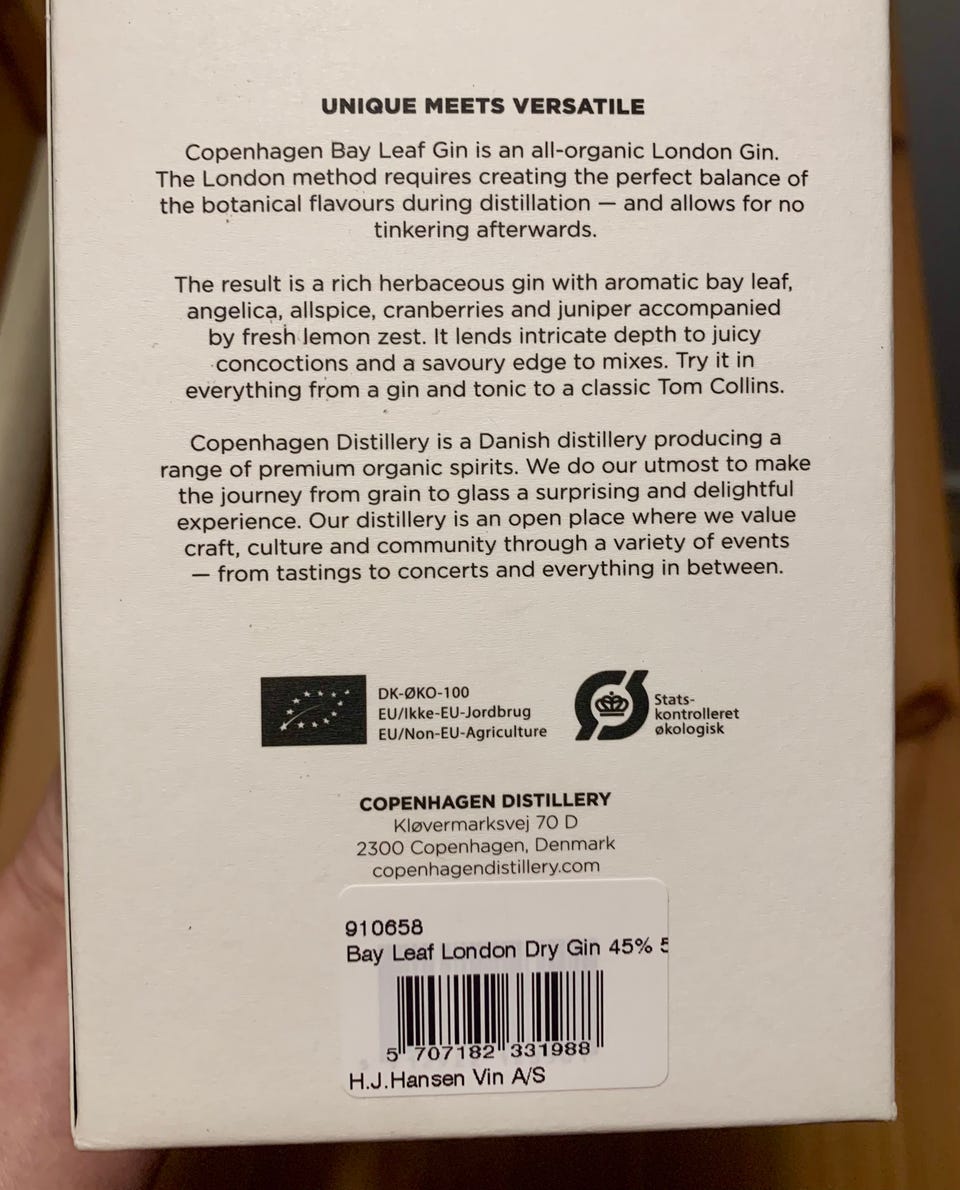 UNIQUE MEETS VERSATILE
Copenhagen Bay Leaf Gin is an all-organic London Gin.
The London method requires creating the perfect balance of
the botanical flavours during distillation — and allows for no
tinkering afterwards.
The result is a rich herbaceous gin with aromatic bay leaf,
angelica, allspice, cranberries and juniper accompanied
by fresh lemon zest. It lends intricate depth to juicy
concoctions and a savoury edge to mixes. Try it in
everything from a gin and tonic to a classic Tom Collins.
Copenhagen Distillery is a Danish distillery producing a
range of premium organic spirits. We do our utmost to make
the journey from grain to glass a surprising and delightful
experience. Our distillery is an open place where we value
craft, culture and community through a variety of events
— from tastings to concerts and everything in between.
DK-ØKO-100
EU/Ikke-EU-Jordbrug
EU/Non-EU-Agriculture
Ø
Stats-
kontrolleret
økologisk
COPENHAGEN DISTILLERY
Kløvermarksvej 70 D
2300 Copenhagen, Denmark
copenhagendistillery.com
910658
Bay Leaf London Dry Gin 45% 5
5 707182 331988
H.J.Hansen Vin A/S